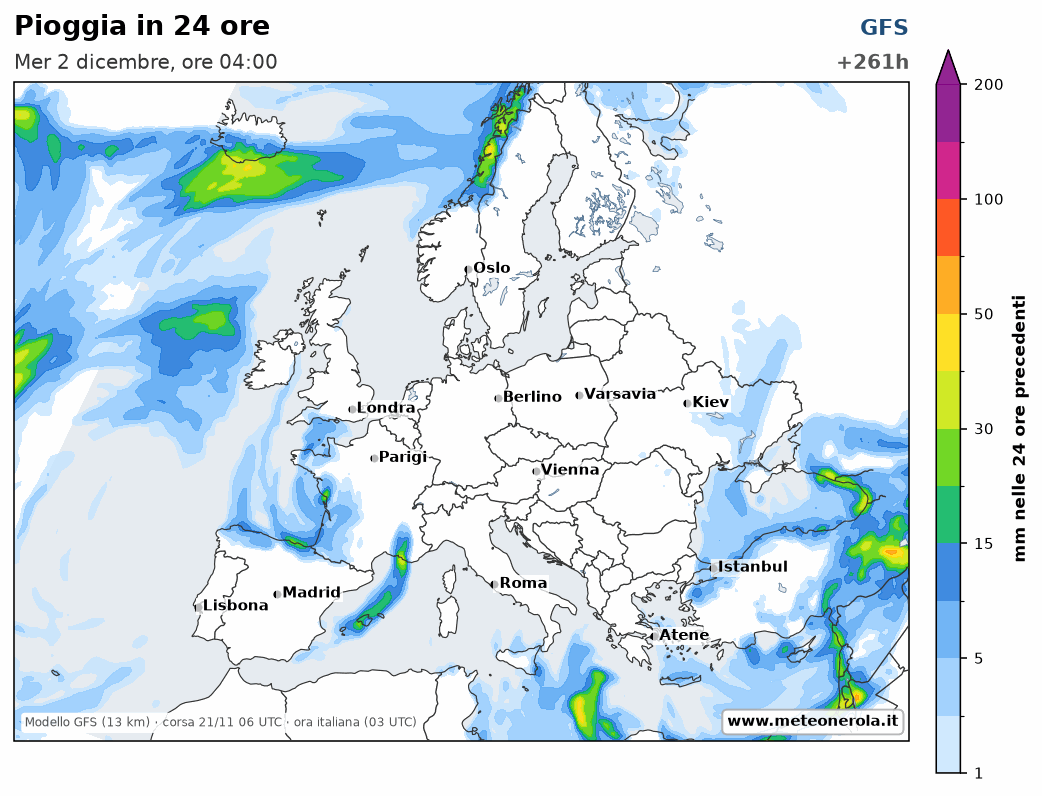 Pioggia in 24 ore
GFS
Mer 2 dicembre, ore 04:00
+261h
200
100
50
30
15
5
1
mm nelle 24 ore precedenti
Oslo
Londra
Berlino
Varsavia
Kiev
Parigi
Vienna
Istanbul
Roma
Madrid
Lisbona
Atene
Modello GFS (13 km) · corsa 21/11 06 UTC · ora italiana (03 UTC)
www.meteonerola.it